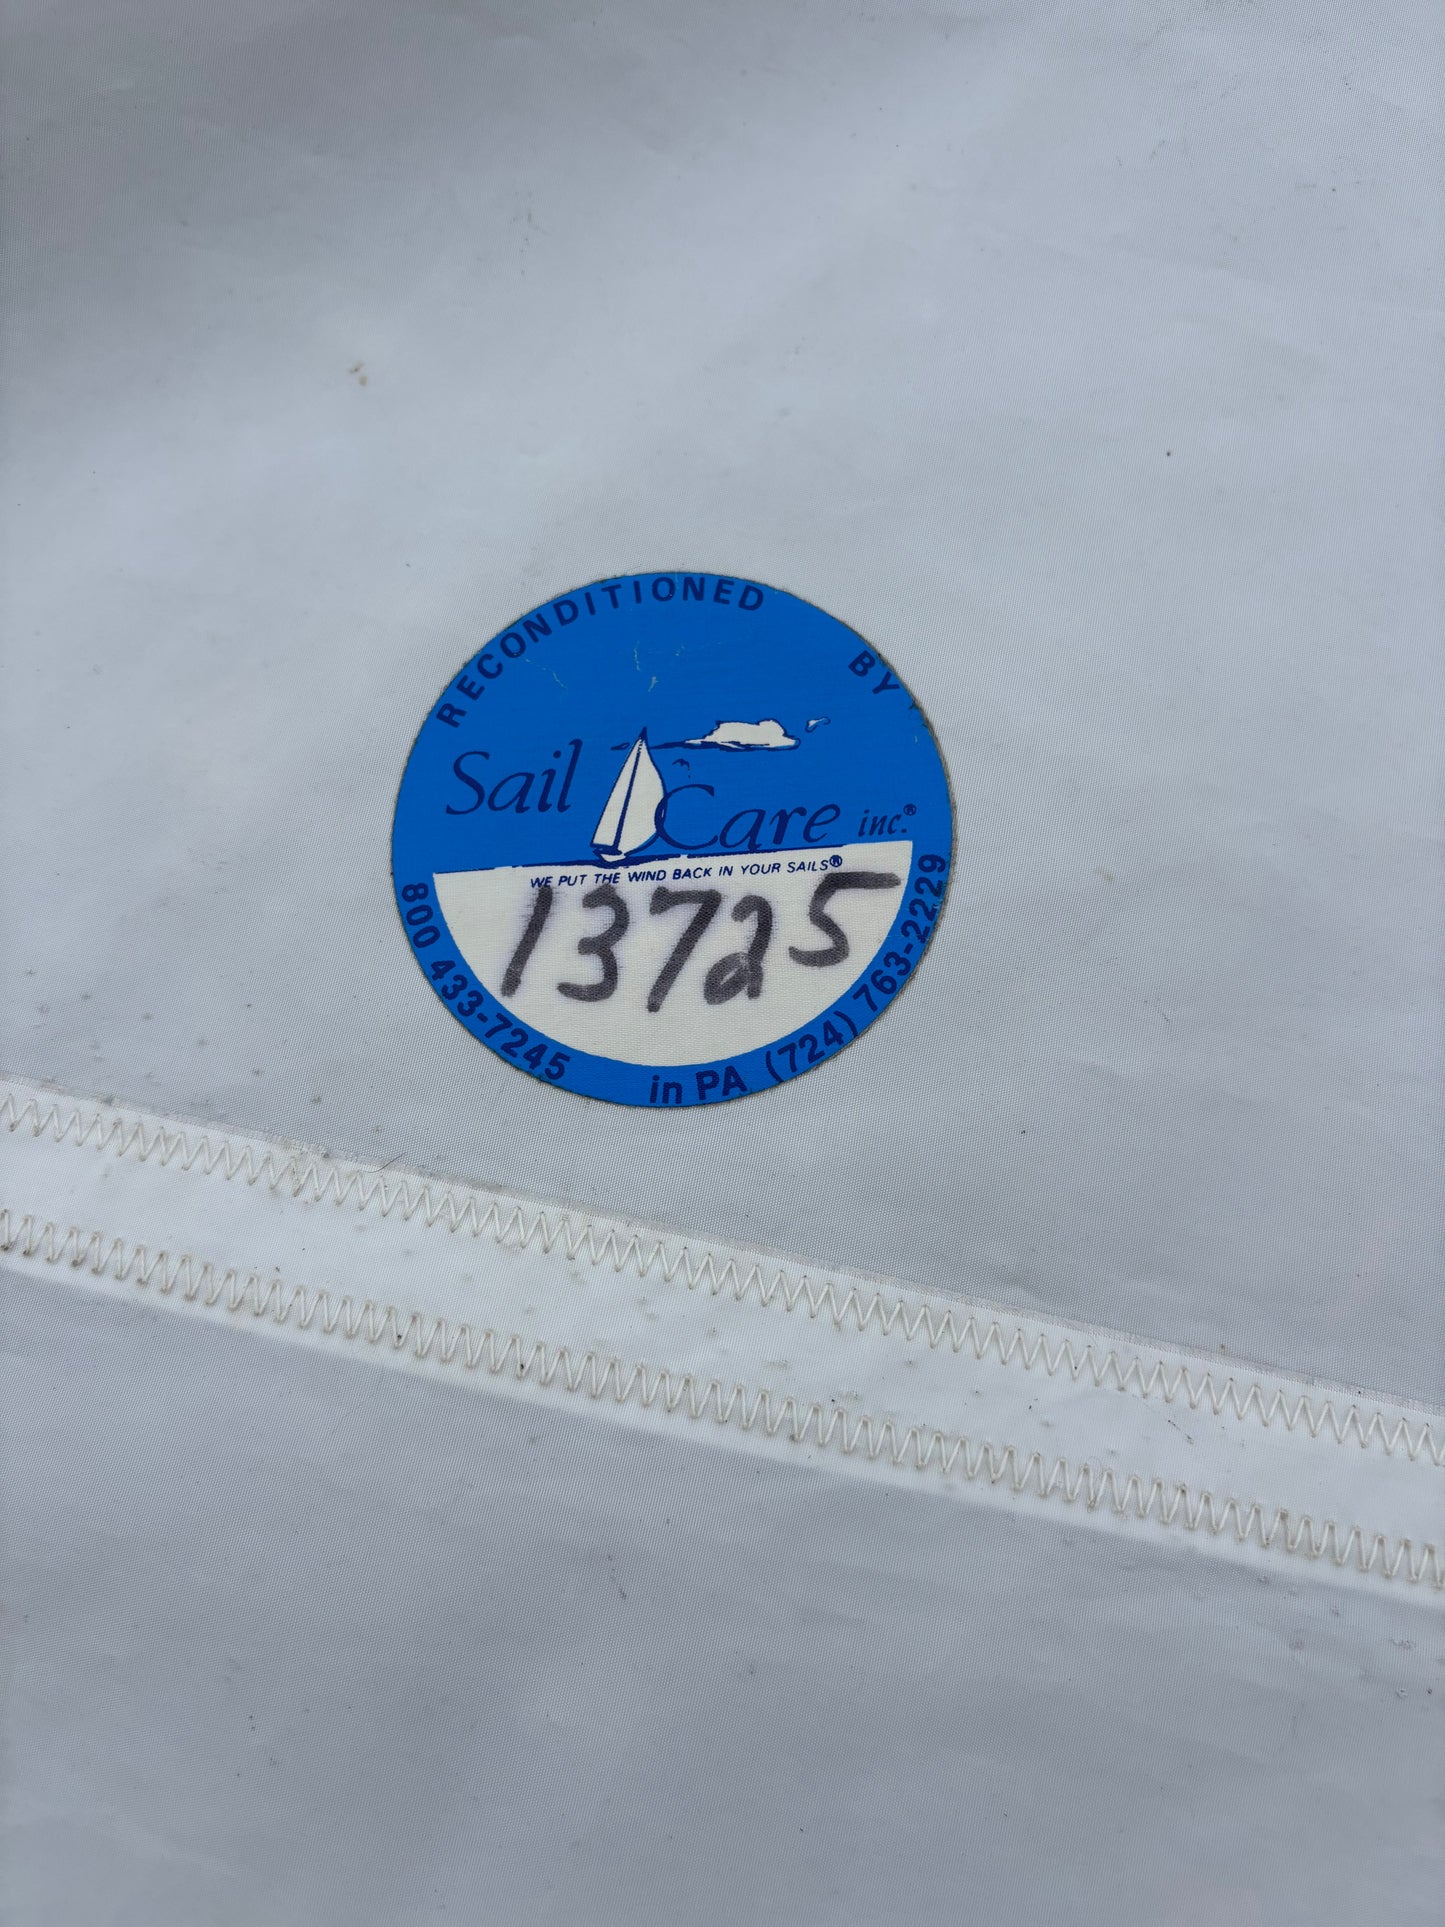 RECONDITIONED BY
Sail Care inc.®
WE PUT THE WIND BACK IN YOUR SAILS®
13725
800 433-7245 in PA (724) 763-2229